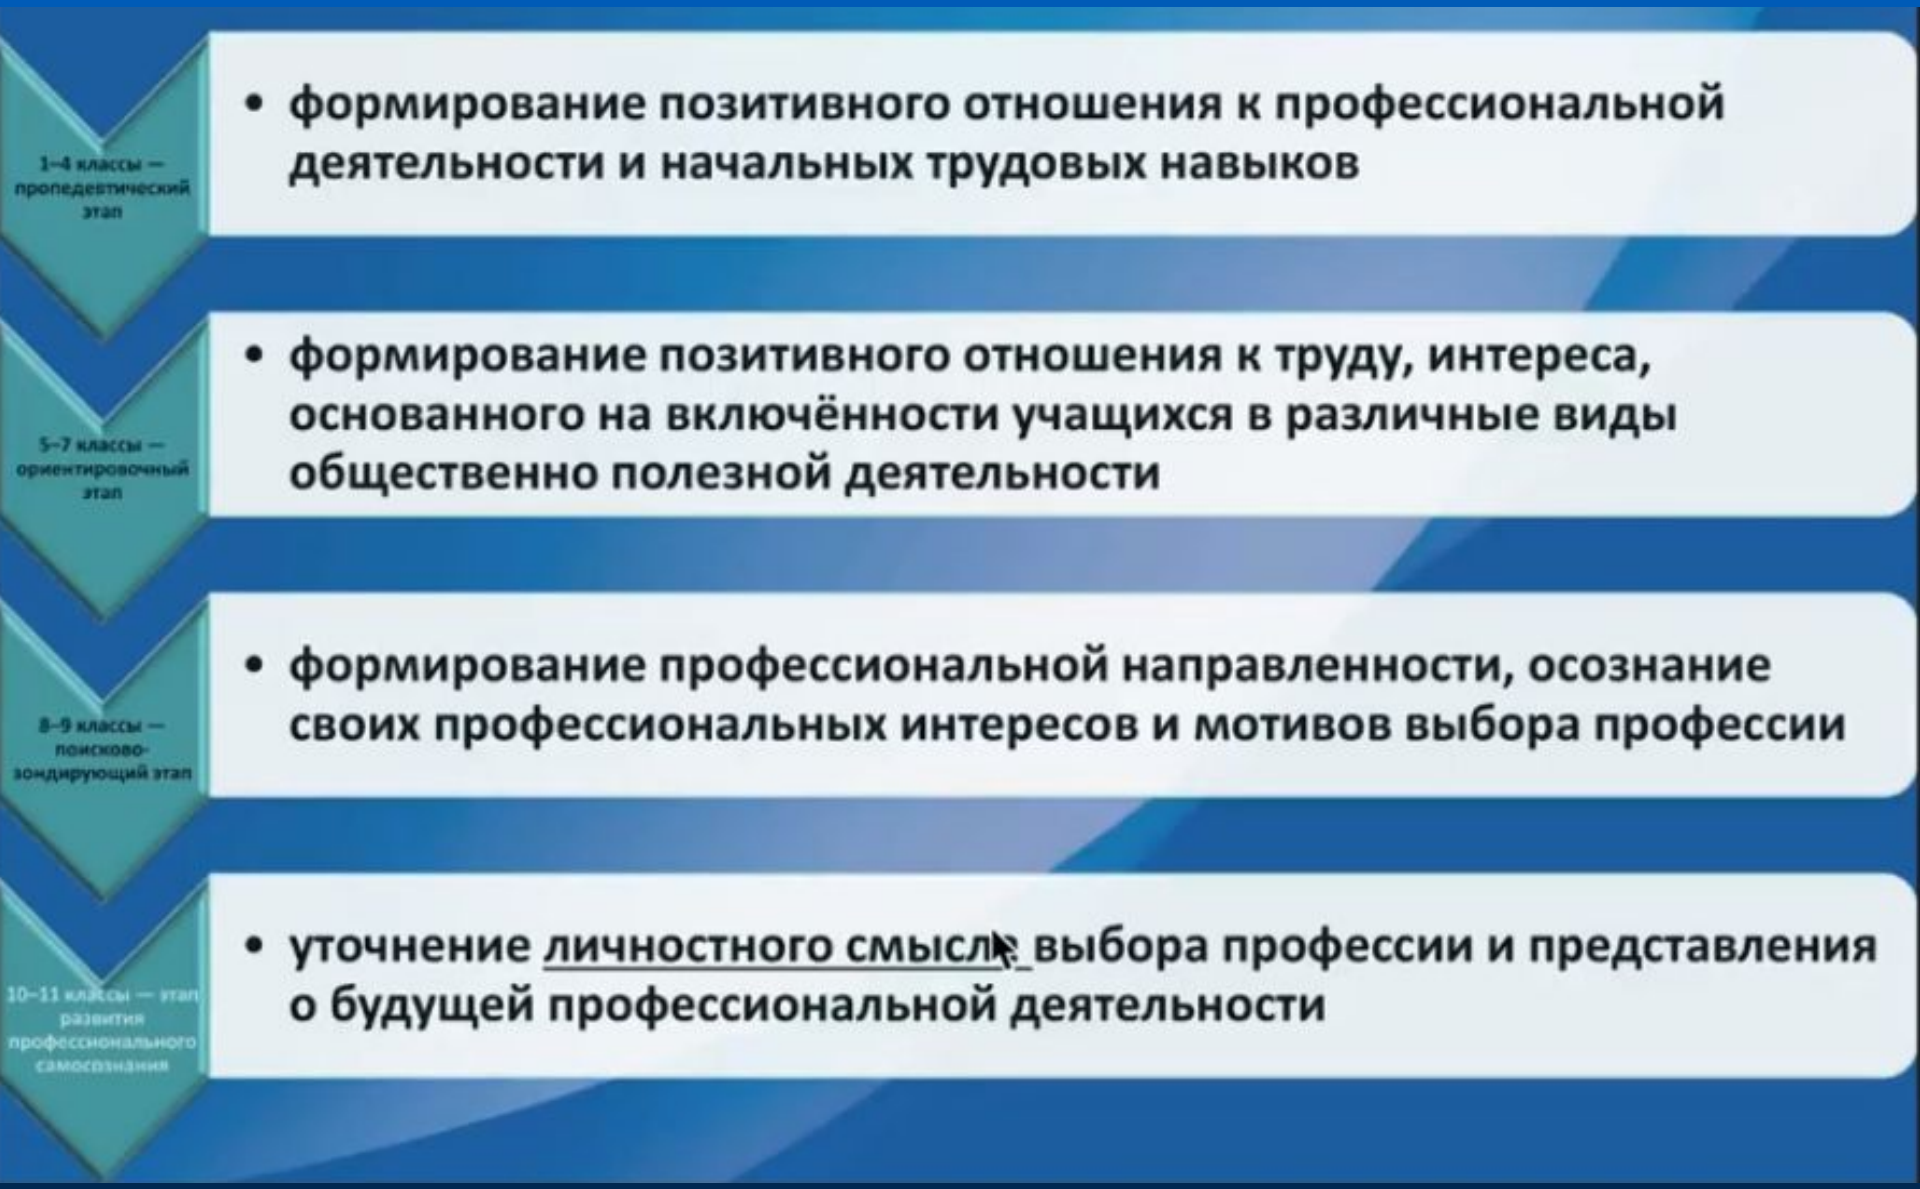 1–4 классы —
пропедевтический
этап
• формирование позитивного отношения к профессиональной
деятельности и начальных трудовых навыков
5–7 классы —
ориентировочный
этап
• формирование позитивного отношения к труду, интереса,
основанного на включённости учащихся в различные виды
общественно полезной деятельности
8–9 классы —
поисково-
зондирующий этап
• формирование профессиональной направленности, осознание
своих профессиональных интересов и мотивов выбора профессии
10–11 классы — этап
развития
профессионального
самосознания
• уточнение личностного смысла выбора профессии и представления
о будущей профессиональной деятельности